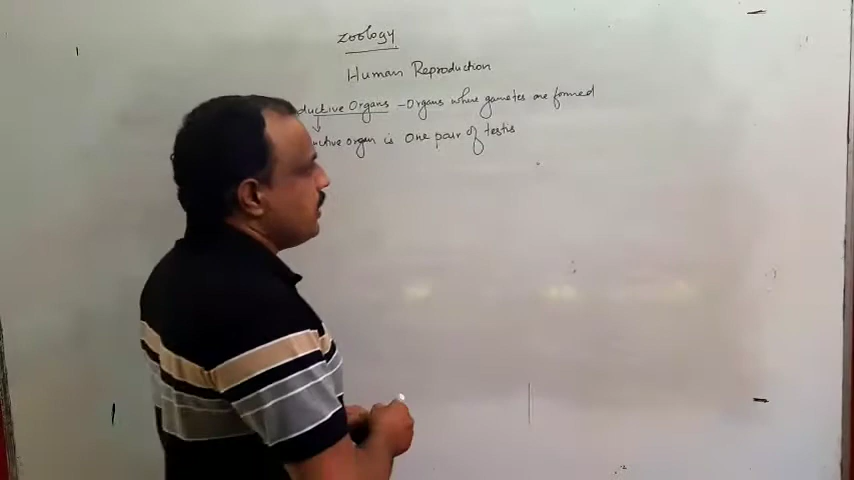 Zoology
Human Reproduction
ductive Organs - Organs where gametes are formed
uctive organ is One pair of testis